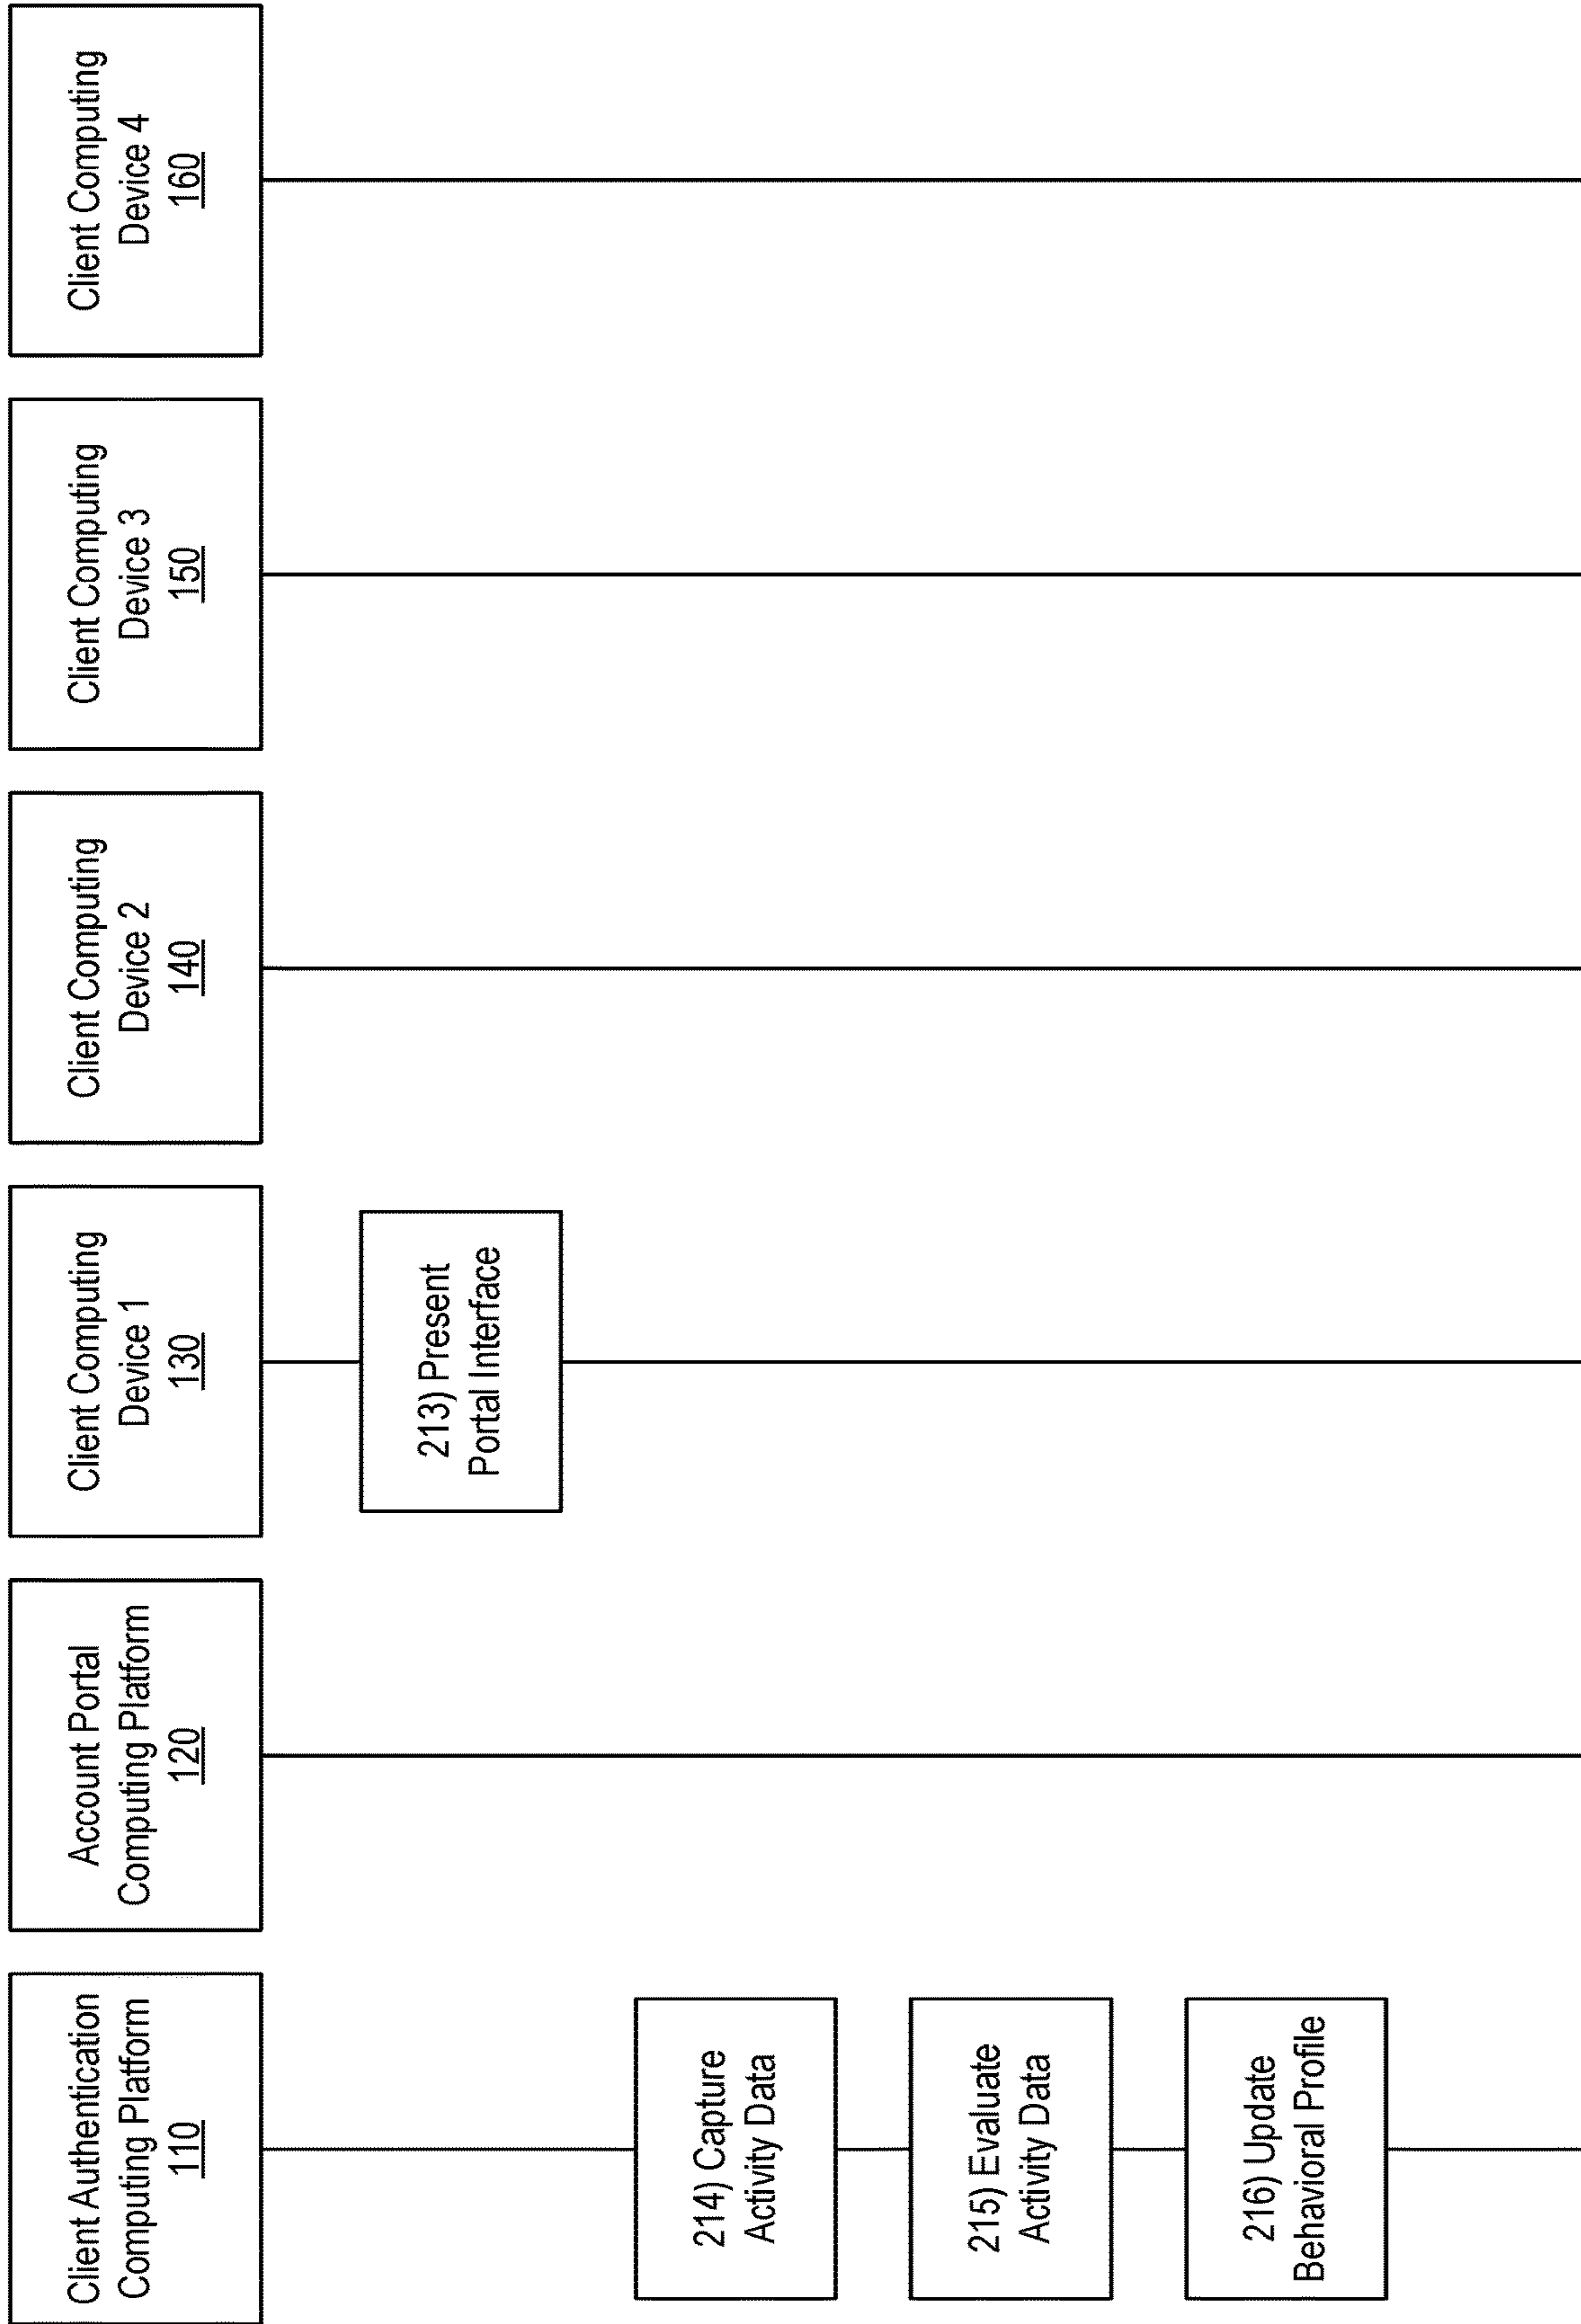 Client Authentication
Computing Platform
110
Account Portal
Computing Platform
120
Client Computing
Device 1
130
Client Computing
Device 2
140
Client Computing
Device 3
150
Client Computing
Device 4
160
213) Present
Portal Interface
214) Capture
Activity Data
215) Evaluate
Activity Data
216) Update
Behavioral Profile